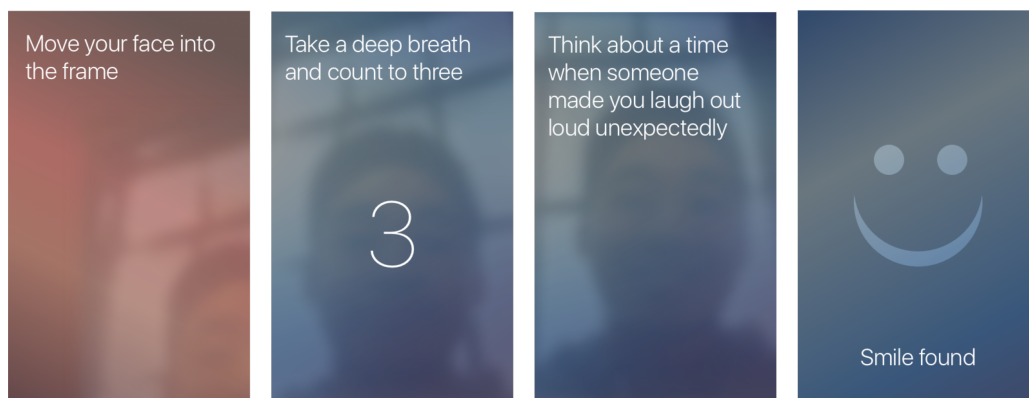 Move your face into
the frame
Take a deep breath
and count to three
3
Think about a time
when someone
made you laugh out
loud unexpectedly
Smile found